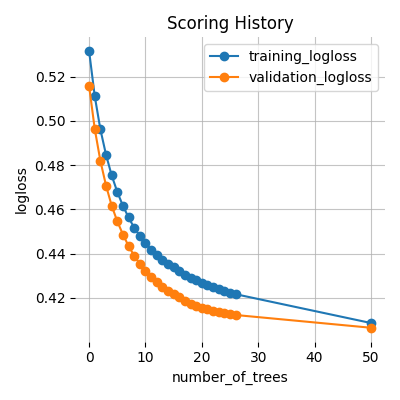 Scoring History
training_logloss
validation_logloss
logloss
0.52
0.50
0.48
0.46
0.44
0.42
0
10
20
30
40
50
number_of_trees